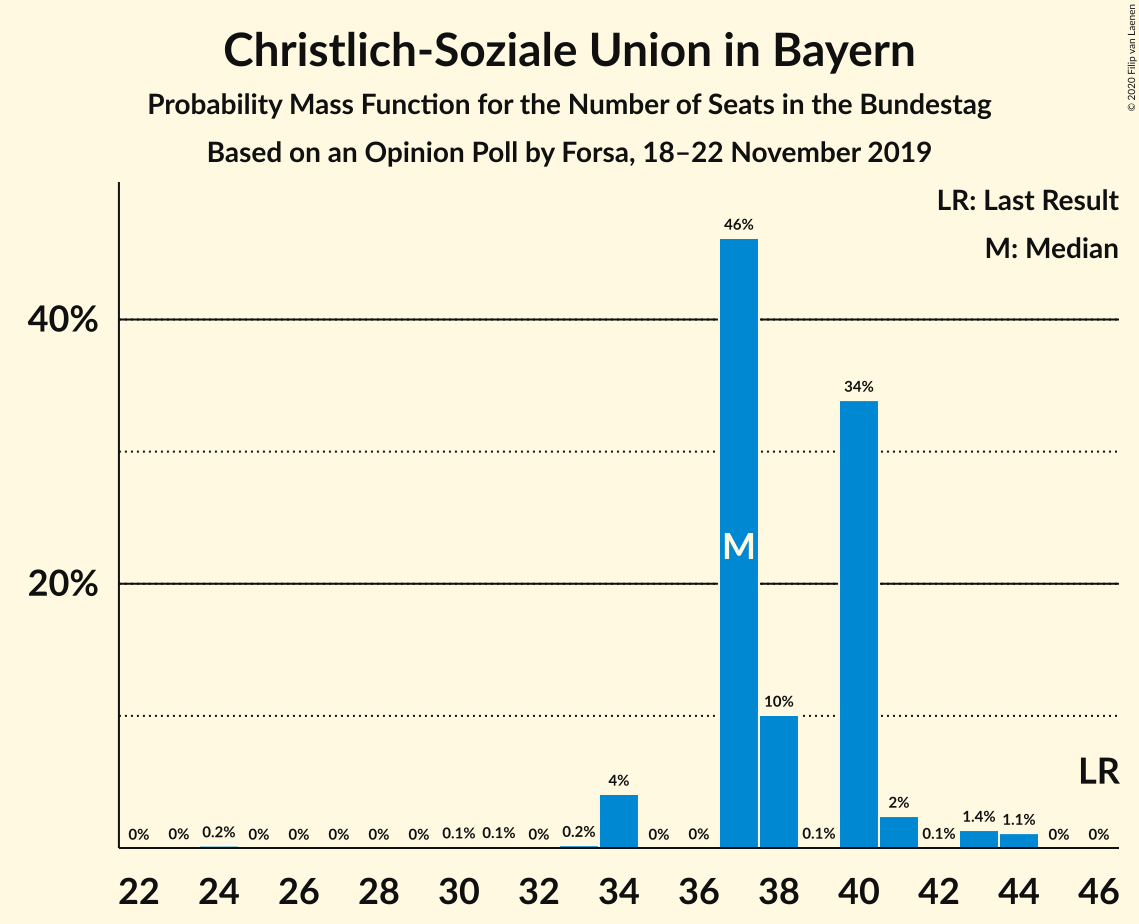 Christlich-Soziale Union in Bayern
Probability Mass Function for the Number of Seats in the Bundestag
Based on an Opinion Poll by Forsa, 18–22 November 2019
© 2020 Filip van Laenen
LR: Last Result
M: Median
40%
20%
0% 0% 0.2% 0% 0% 0% 0% 0% 0.1% 0.1% 0% 0.2% 4% 0% 0% 46% 10% 0.1% 34% 2% 0.1% 1.4% 1.1% 0% 0%
M
LR
22 24 26 28 30 32 34 36 38 40 42 44 46